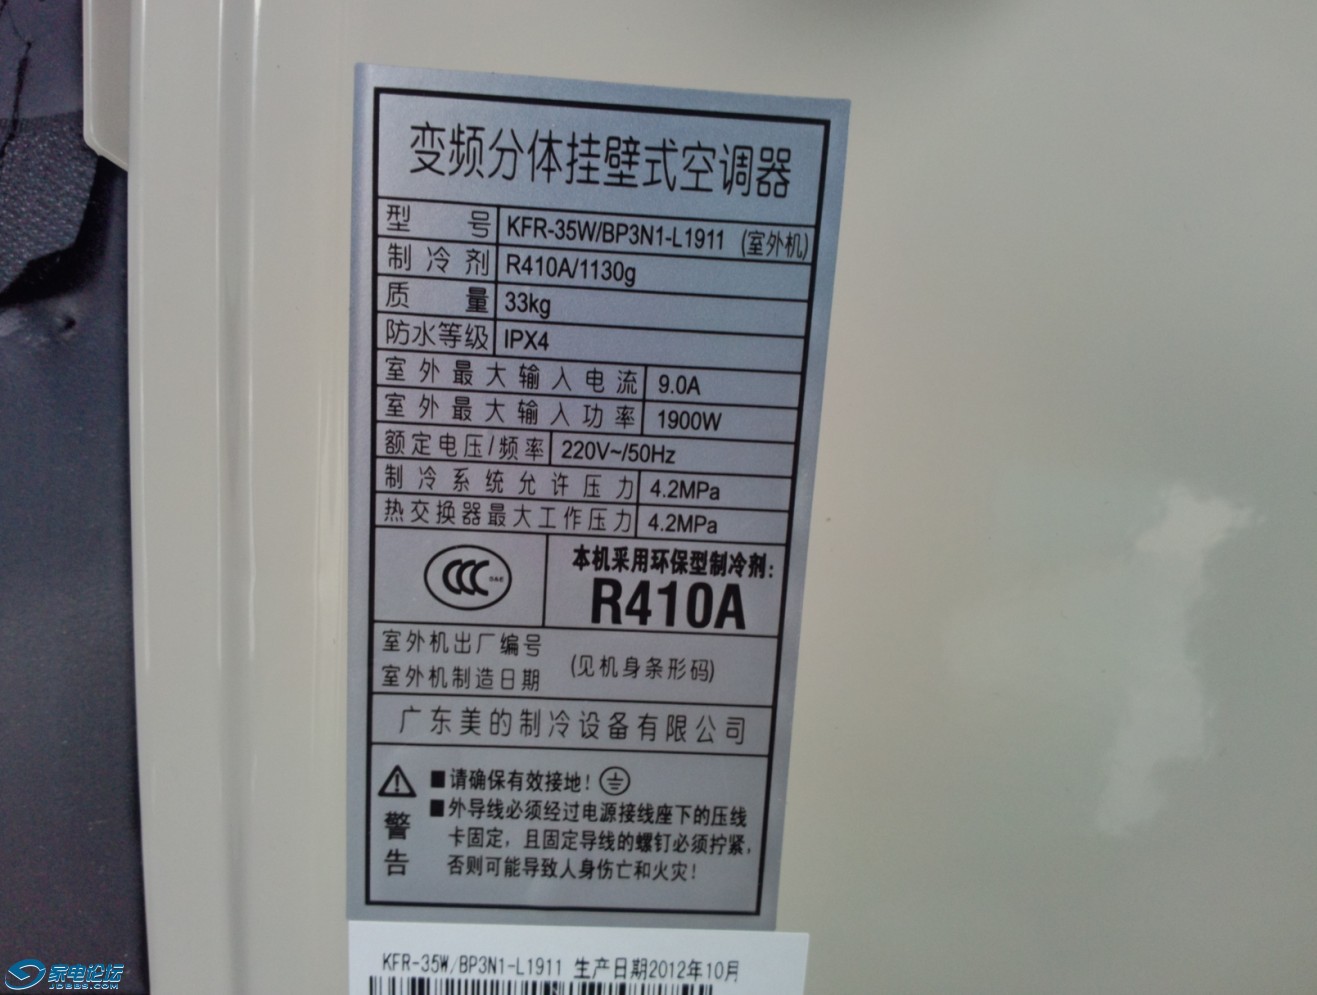 变频分体挂壁式空调器
型号 KFR-35W/BP3N1-L1911 (室外机)
制冷剂 R410A/1130g
质量 33kg
防水等级 IPX4
室外最大输入电流 9.0A
室外最大输入功率 1900W
额定电压/频率 220V~/50Hz
制冷系统允许压力 4.2MPa
热交换器最大工作压力 4.2MPa
CCC S&E
本机采用环保型制冷剂:
R410A
室外机出厂编号
室外机制造日期
(见机身条形码)
广东美的制冷设备有限公司
警告
■请确保有效接地!
■外导线必须经过电源接线座下的压线
卡固定,且固定导线的螺钉必须拧紧,
否则可能导致人身伤亡和火灾!
KFR-35W/BP3N1-L1911 生产日期2012年10月
家电论坛
JDBBS.COM